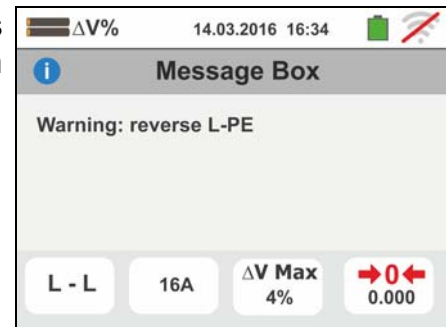 s
n
ΔV%
14.03.2016 16:34
i
Message Box
Warning: reverse L-PE
L - L
16A
ΔV Max
4%
➔0←
0.000